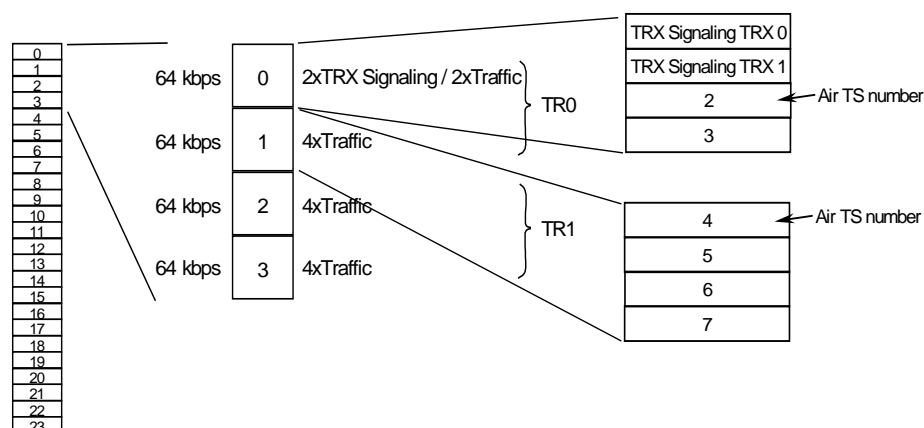 0
1
2
3
4
5
6
7
8
9
10
11
12
13
14
15
16
17
18
19
20
21
22
23
64 kbps 0 2xTRX Signaling / 2xTraffic
64 kbps 1 4xTraffic
TR0
64 kbps 2 4xTraffic
64 kbps 3 4xTraffic
TR1
TRX Signaling TRX 0
TRX Signaling TRX 1
2 Air TS number
3
4 Air TS number
5
6
7